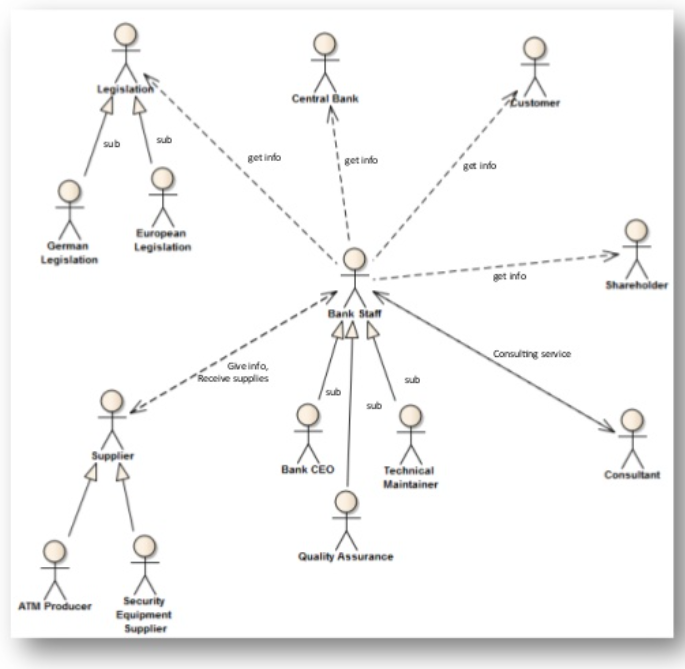 Legislation
Central Bank
Customer
sub
sub
get info
get info
get info
German
Legislation
European
Legislation
get info
Shareholder
Bank Staff
Give info,
Receive supplies
Consulting service
sub
sub
sub
Supplier
Bank CEO
Technical
Maintainer
Consultant
Quality Assurance
ATM Producer
Security
Equipment
Supplier